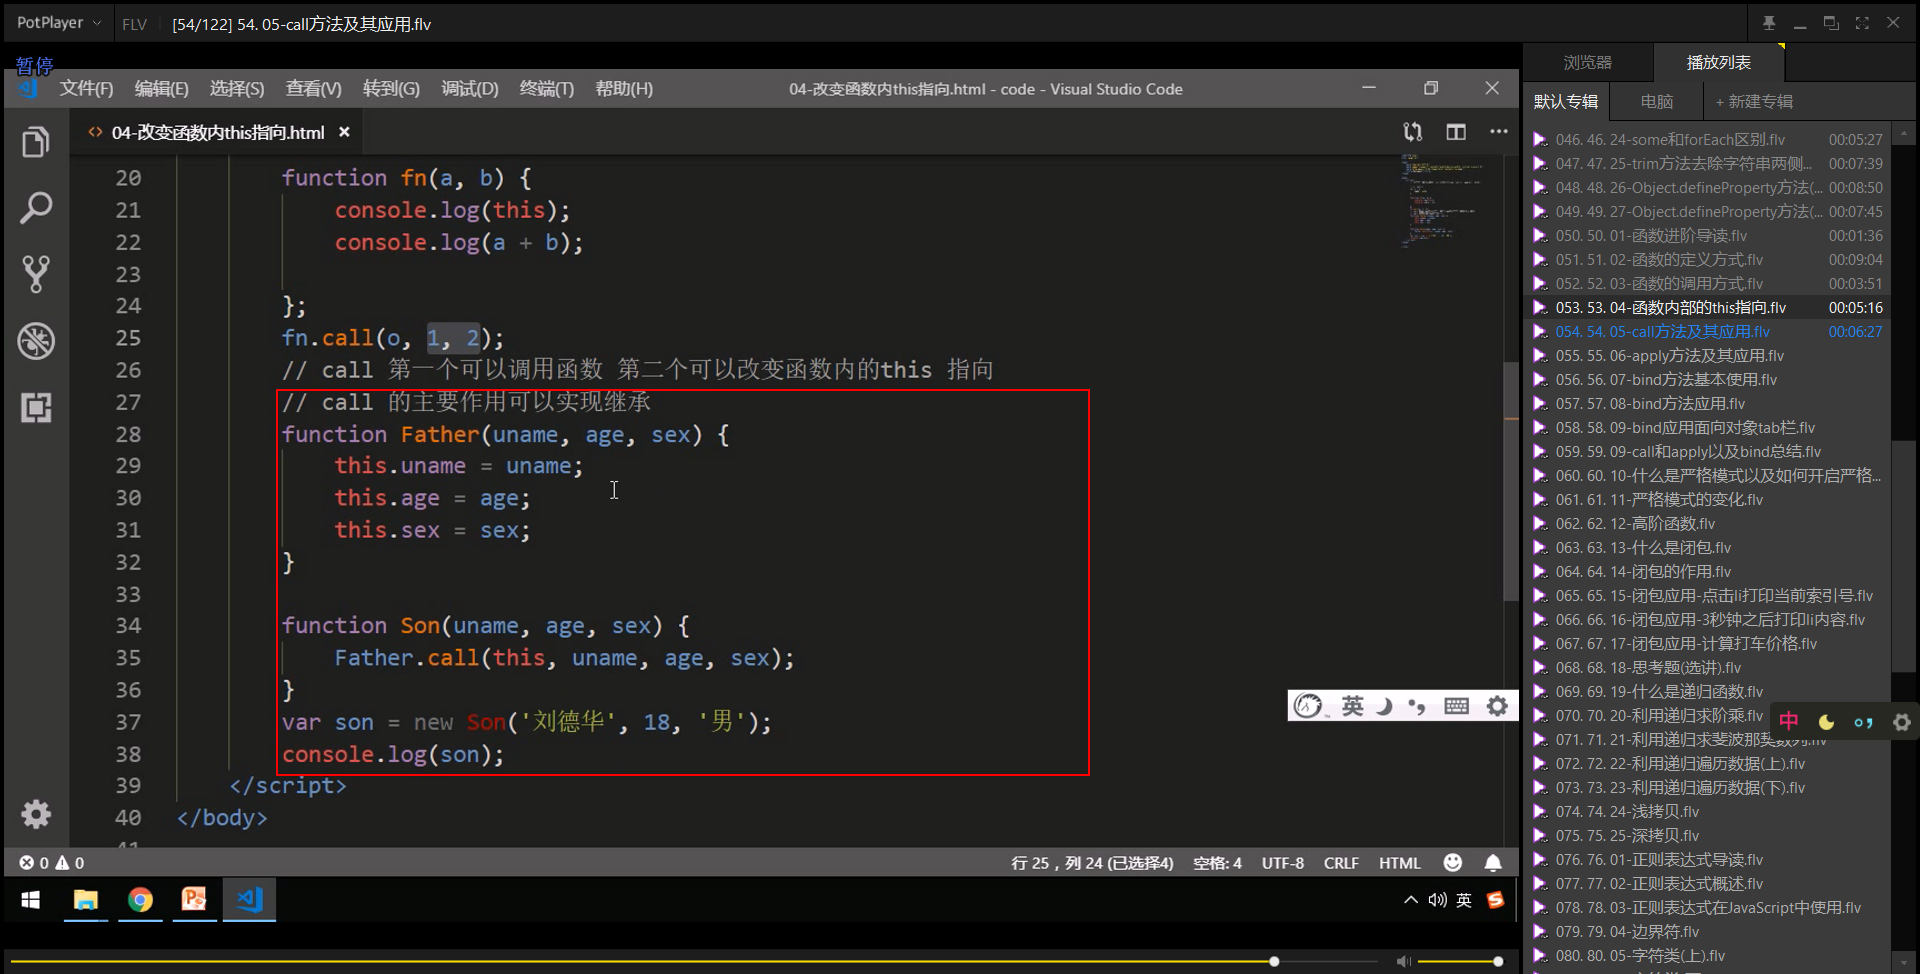 PotPlayer FLV [54/122] 54. 05-call方法及其应用.flv
暂停
文件(F) 编辑(E) 选择(S) 查看(V) 转到(G) 调试(D) 终端(T) 帮助(H) 04-改变函数内this指向.html - code - Visual Studio Code
<> 04-改变函数内this指向.html ×
20 function fn(a, b) {
21 console.log(this);
22 console.log(a + b);
23
24 };
25 fn.call(o, 1, 2);
26 // call 第一个可以调用函数 第二个可以改变函数内的this 指向
27 // call 的主要作用可以实现继承
28 function Father(uname, age, sex) {
29 this.uname = uname;
30 this.age = age;
31 this.sex = sex;
32 }
33
34 function Son(uname, age, sex) {
35 Father.call(this, uname, age, sex);
36 }
37 var son = new Son('刘德华', 18, '男');
38 console.log(son);
39 </script>
40 </body>
41
0 0 行 25，列 24 (已选择4) 空格: 4 UTF-8 CRLF HTML
英
英
浏览器 播放列表
默认专辑 电脑 + 新建专辑
046. 46. 24-some和forEach区别.flv 00:05:27
047. 47. 25-trim方法去除字符串两侧... 00:07:39
048. 48. 26-Object.defineProperty方法(... 00:08:50
049. 49. 27-Object.defineProperty方法(... 00:07:45
050. 50. 01-函数进阶导读.flv 00:01:36
051. 51. 02-函数的定义方式.flv 00:09:04
052. 52. 03-函数的调用方式.flv 00:03:51
053. 53. 04-函数内部的this指向.flv 00:05:16
054. 54. 05-call方法及其应用.flv 00:06:27
055. 55. 06-apply方法及其应用.flv
056. 56. 07-bind方法基本使用.flv
057. 57. 08-bind方法应用.flv
058. 58. 09-bind应用面向对象tab栏.flv
059. 59. 09-call和apply以及bind总结.flv
060. 60. 10-什么是严格模式以及如何开启严格...
061. 61. 11-严格模式的变化.flv
062. 62. 12-高阶函数.flv
063. 63. 13-什么是闭包.flv
064. 64. 14-闭包的作用.flv
065. 65. 15-闭包应用-点击li打印当前索引号.flv
066. 66. 16-闭包应用-3秒钟之后打印li内容.flv
067. 67. 17-闭包应用-计算打车价格.flv
068. 68. 18-思考题(选讲).flv
069. 69. 19-什么是递归函数.flv
070. 70. 20-利用递归求阶乘.flv
中
071. 71. 21-利用递归求斐波那契数列.flv
072. 72. 22-利用递归遍历数据(上).flv
073. 73. 23-利用递归遍历数据(下).flv
074. 74. 24-浅拷贝.flv
075. 75. 25-深拷贝.flv
076. 76. 01-正则表达式导读.flv
077. 77. 02-正则表达式概述.flv
078. 78. 03-正则表达式在JavaScript中使用.flv
079. 79. 04-边界符.flv
080. 80. 05-字符类(上).flv